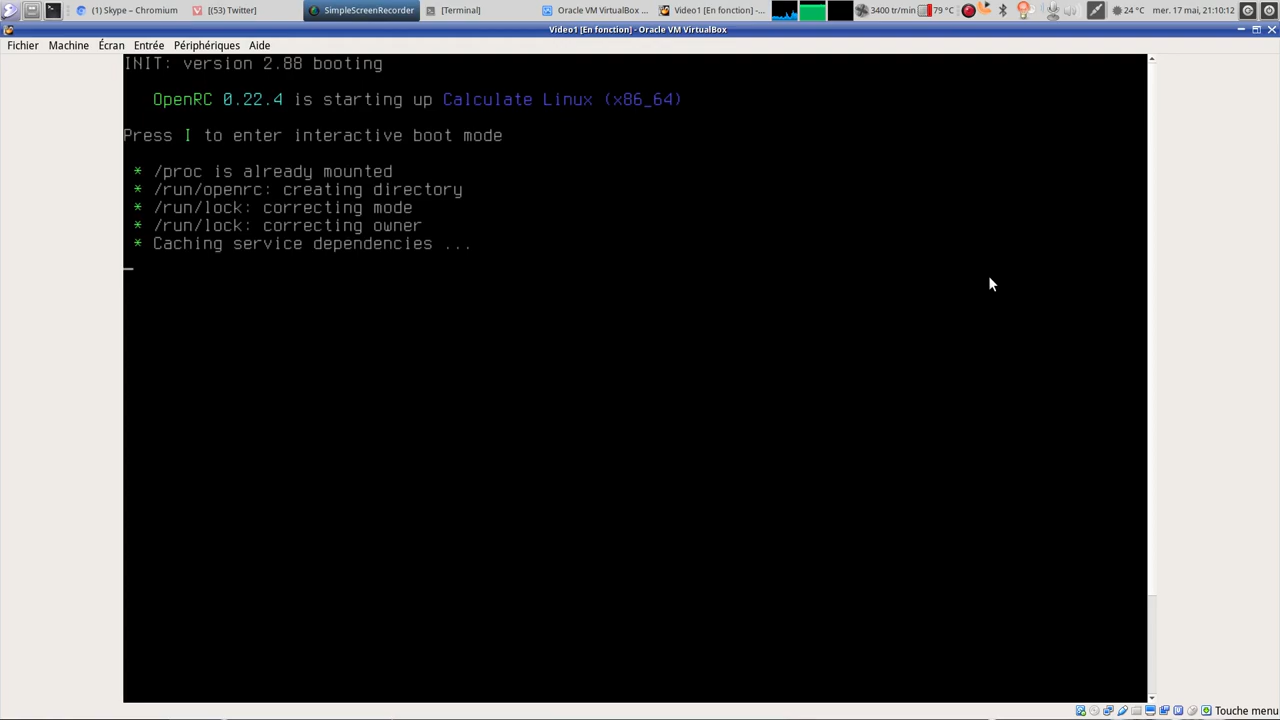 (1) Skype – Chromium
[(53) Twitter]
SimpleScreenRecorder
[Terminal]
Oracle VM VirtualBox ...
Video1 [En fonction] -...
3400 tr/min
79 °C
24 °C
mer. 17 mai, 21:10:12
Video1 [En fonction] - Oracle VM VirtualBox
Fichier Machine Écran Entrée Périphériques Aide
INIT: version 2.88 booting
OpenRC 0.22.4 is starting up Calculate Linux (x86_64)
Press I to enter interactive boot mode
* /proc is already mounted
* /run/openrc: creating directory
* /run/lock: correcting mode
* /run/lock: correcting owner
* Caching service dependencies ...
Touche menu